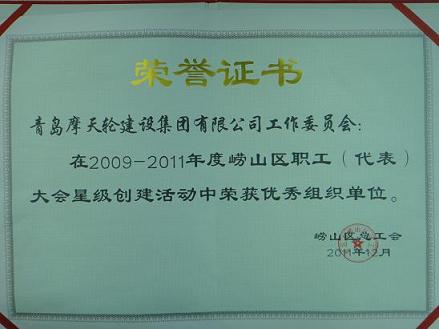 荣誉证书
青岛摩天轮建设集团有限公司工作委员会：
在2009-2011年度崂山区职工（代表）
大会星级创建活动中荣获优秀组织单位。
崂山区总工会
2011年12月